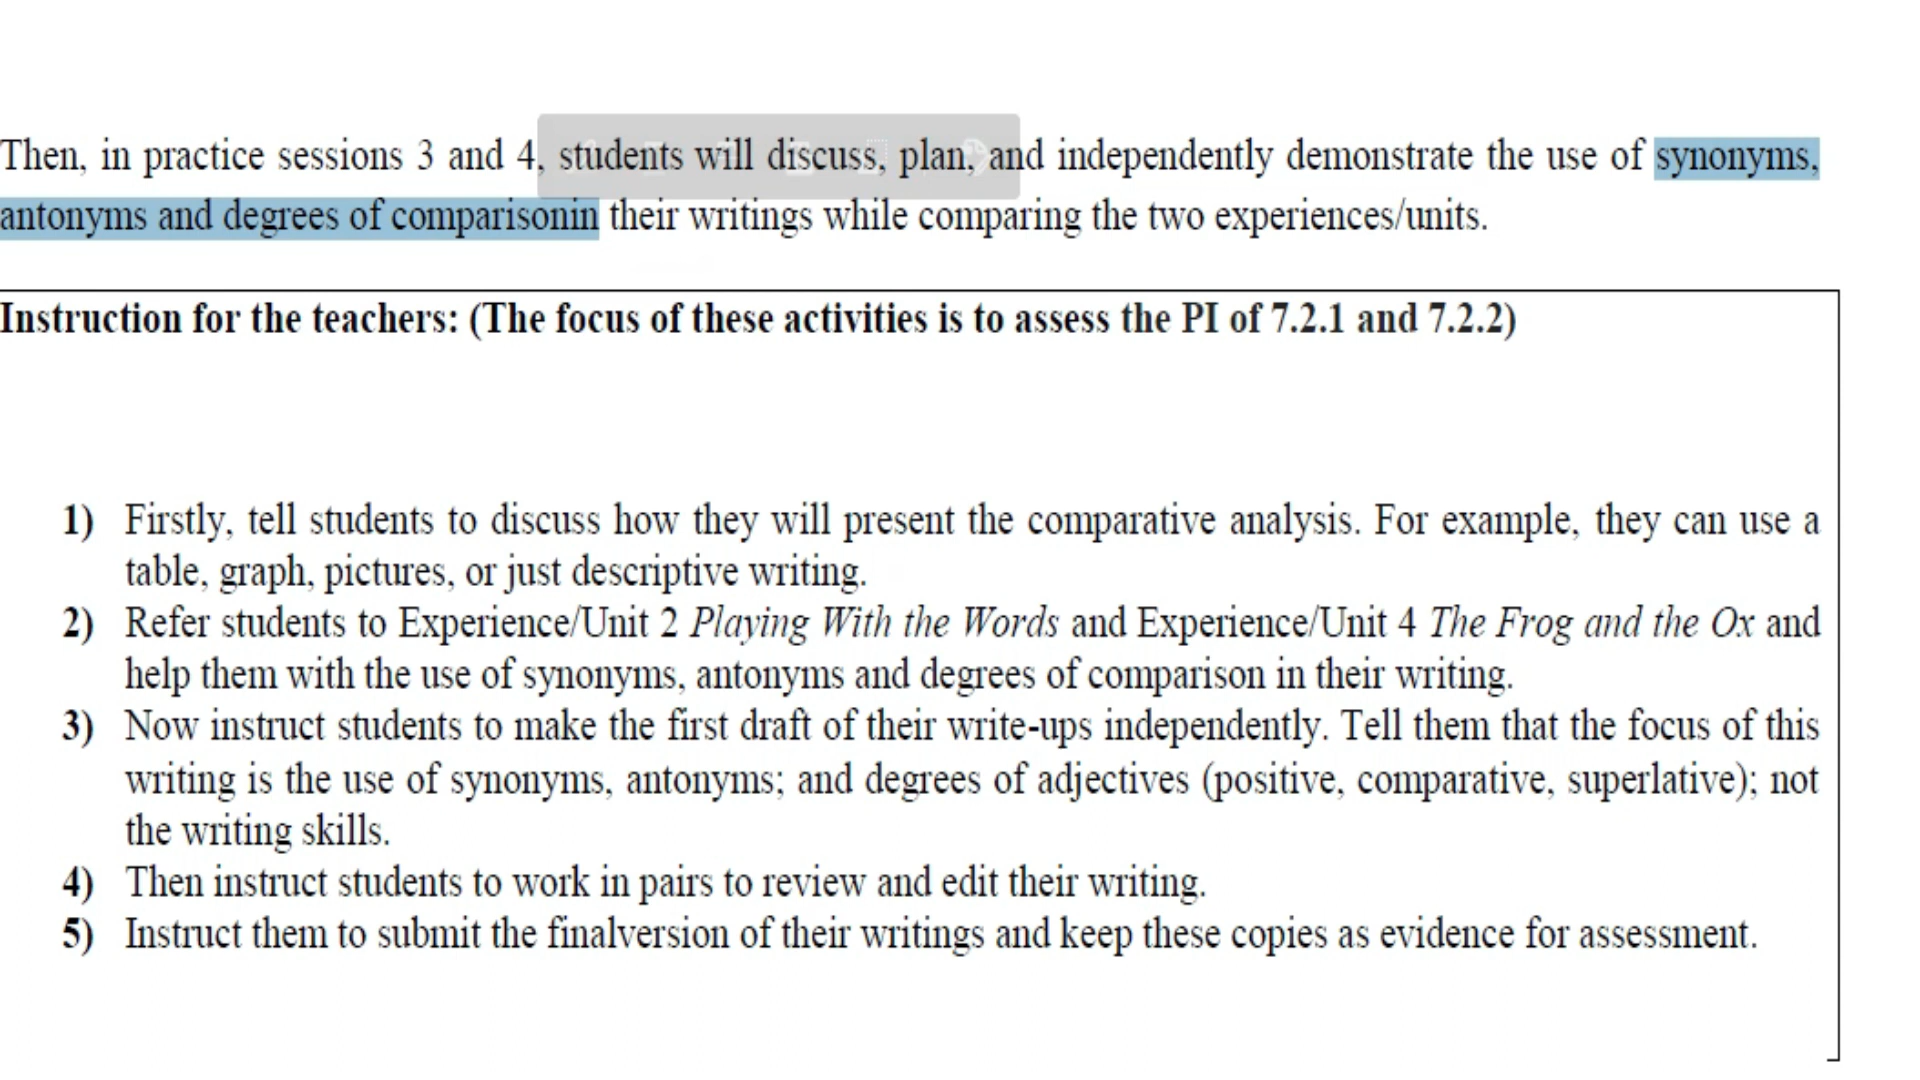 Then, in practice sessions 3 and 4, students will discuss, plan, and independently demonstrate the use of synonyms,
antonyms and degrees of comparisonin their writings while comparing the two experiences/units.
Instruction for the teachers: (The focus of these activities is to assess the PI of 7.2.1 and 7.2.2)
1) Firstly, tell students to discuss how they will present the comparative analysis. For example, they can use a
table, graph, pictures, or just descriptive writing.
2) Refer students to Experience/Unit 2 Playing With the Words and Experience/Unit 4 The Frog and the Ox and
help them with the use of synonyms, antonyms and degrees of comparison in their writing.
3) Now instruct students to make the first draft of their write-ups independently. Tell them that the focus of this
writing is the use of synonyms, antonyms; and degrees of adjectives (positive, comparative, superlative); not
the writing skills.
4) Then instruct students to work in pairs to review and edit their writing.
5) Instruct them to submit the finalversion of their writings and keep these copies as evidence for assessment.